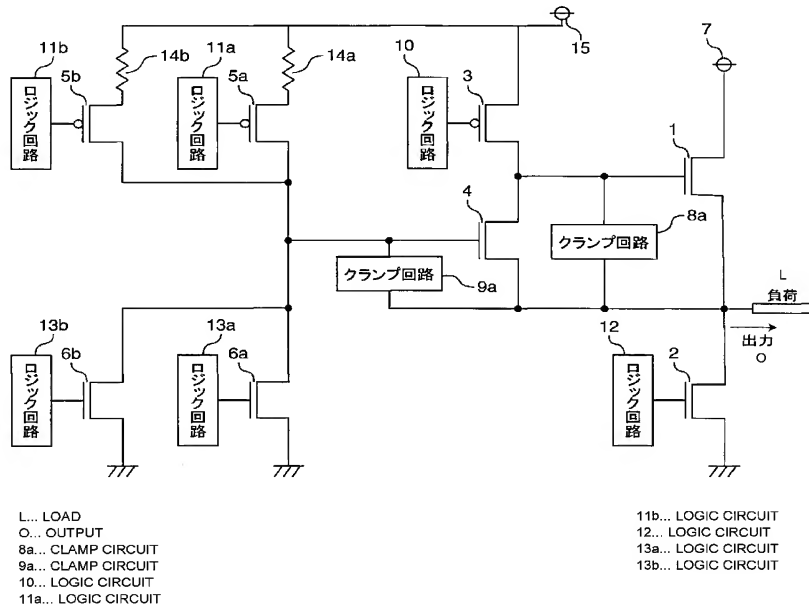 11b
14b
11a
14a
15
10
7
5b
5a
3
1
ロジック回路
ロジック回路
ロジック回路
4
8a
クランプ回路
クランプ回路
9a
L
負荷
出力
O
13b
13a
12
6b
6a
2
ロジック回路
ロジック回路
ロジック回路
L... LOAD
O... OUTPUT
8a... CLAMP CIRCUIT
9a... CLAMP CIRCUIT
10... LOGIC CIRCUIT
11a... LOGIC CIRCUIT
11b... LOGIC CIRCUIT
12... LOGIC CIRCUIT
13a... LOGIC CIRCUIT
13b... LOGIC CIRCUIT